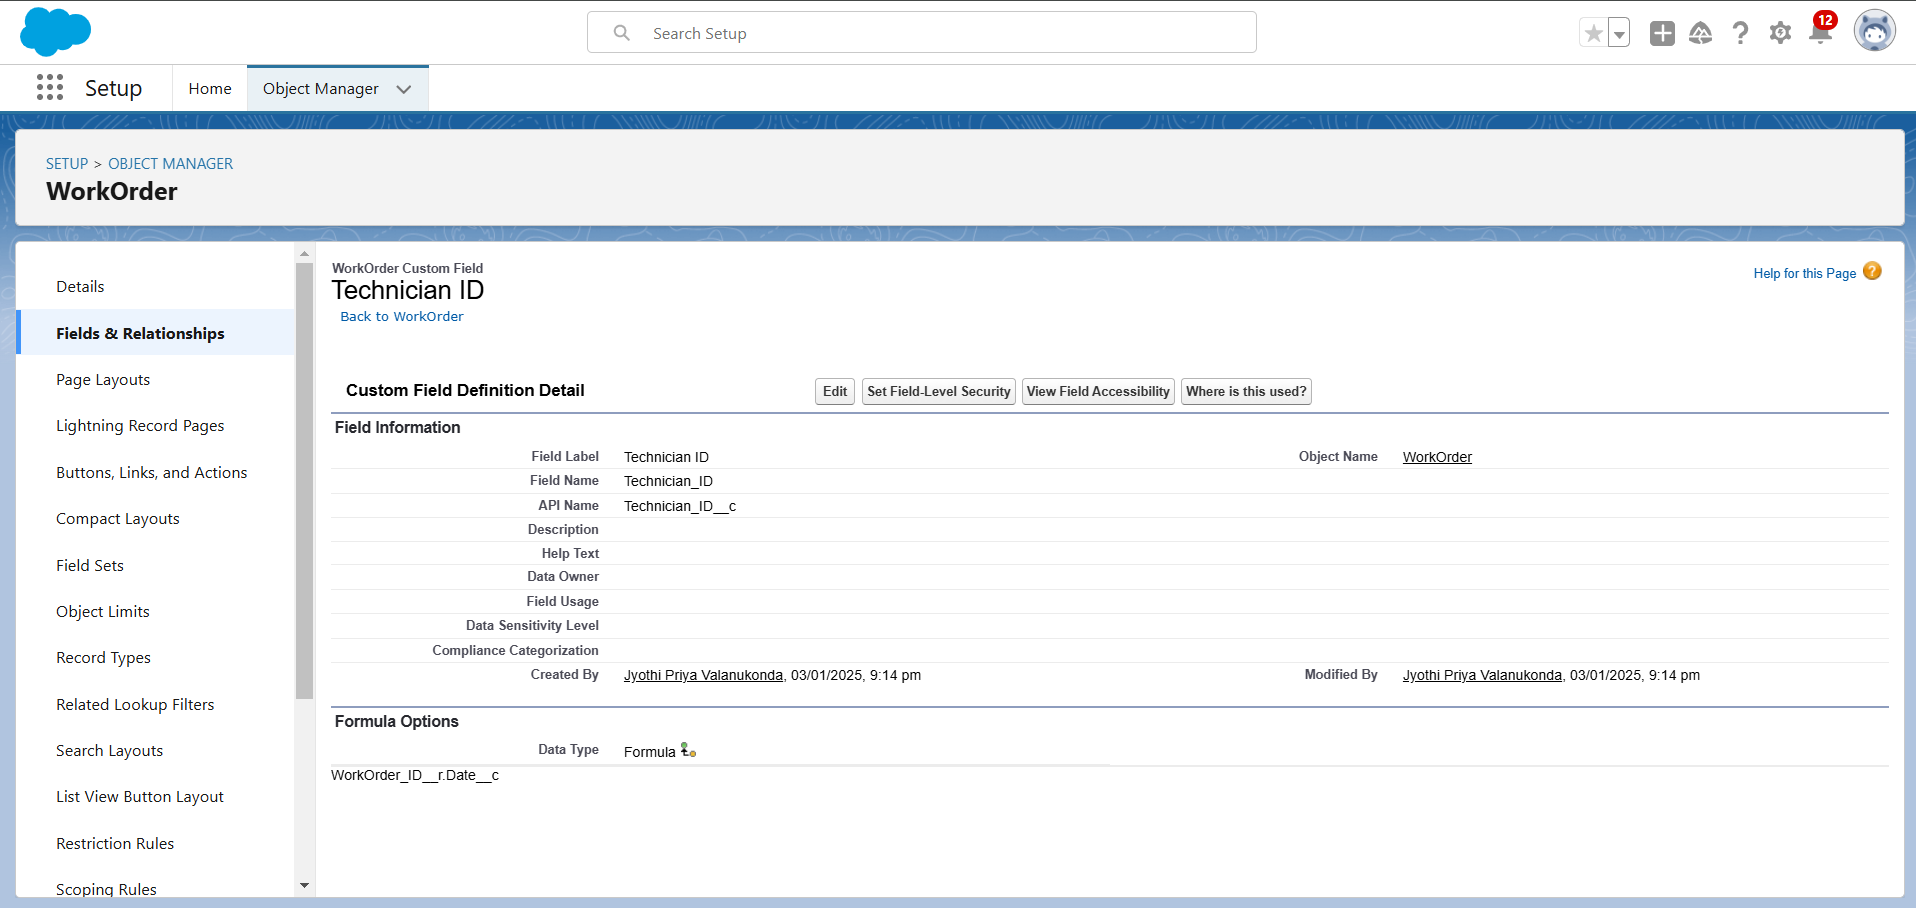 Search Setup
12
Setup
Home
Object Manager
SETUP > OBJECT MANAGER
WorkOrder
Details
Fields & Relationships
Page Layouts
Lightning Record Pages
Buttons, Links, and Actions
Compact Layouts
Field Sets
Object Limits
Record Types
Related Lookup Filters
Search Layouts
List View Button Layout
Restriction Rules
Scoping Rules
WorkOrder Custom Field
Technician ID
Back to WorkOrder
Help for this Page ?
Custom Field Definition Detail
Edit Set Field-Level Security View Field Accessibility Where is this used?
Field Information
Field Label Technician ID Object Name WorkOrder
Field Name Technician_ID
API Name Technician_ID__c
Description
Help Text
Data Owner
Field Usage
Data Sensitivity Level
Compliance Categorization
Created By Jyothi Priya Valanukonda, 03/01/2025, 9:14 pm Modified By Jyothi Priya Valanukonda, 03/01/2025, 9:14 pm
Formula Options
Data Type Formula
WorkOrder_ID__r.Date__c